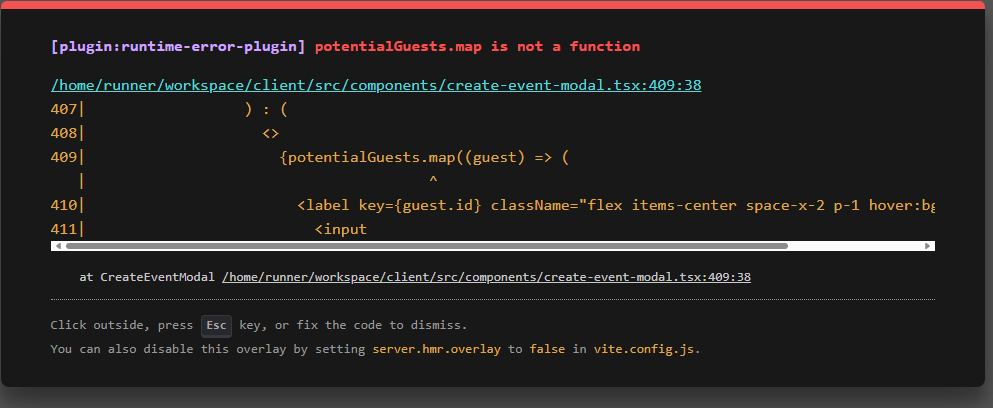 [plugin:runtime-error-plugin] potentialGuests.map is not a function
/home/runner/workspace/client/src/components/create-event-modal.tsx:409:38
407|                  ) : (
408|                    <>
409|                      {potentialGuests.map((guest) => (
   |                                       ^
410|                        <label key={guest.id} className="flex items-center space-x-2 p-1 hover:bg
411|                          <input
at CreateEventModal /home/runner/workspace/client/src/components/create-event-modal.tsx:409:38
Click outside, press Esc key, or fix the code to dismiss.
You can also disable this overlay by setting server.hmr.overlay to false in vite.config.js.